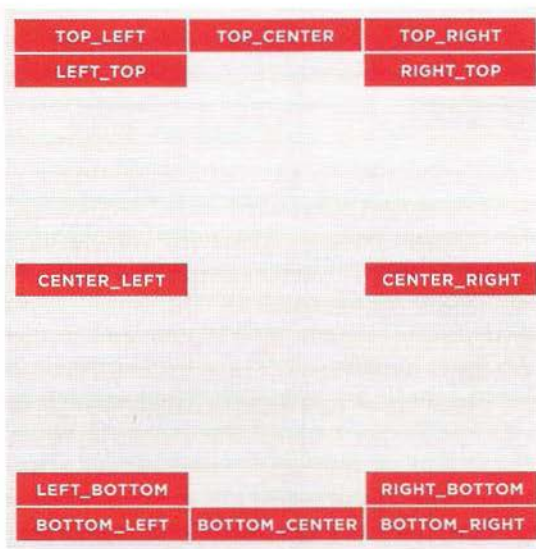 TOP_LEFT TOP_CENTER TOP_RIGHT
LEFT_TOP RIGHT_TOP
CENTER_LEFT CENTER_RIGHT
LEFT_BOTTOM RIGHT_BOTTOM
BOTTOM_LEFT BOTTOM_CENTER BOTTOM_RIGHT